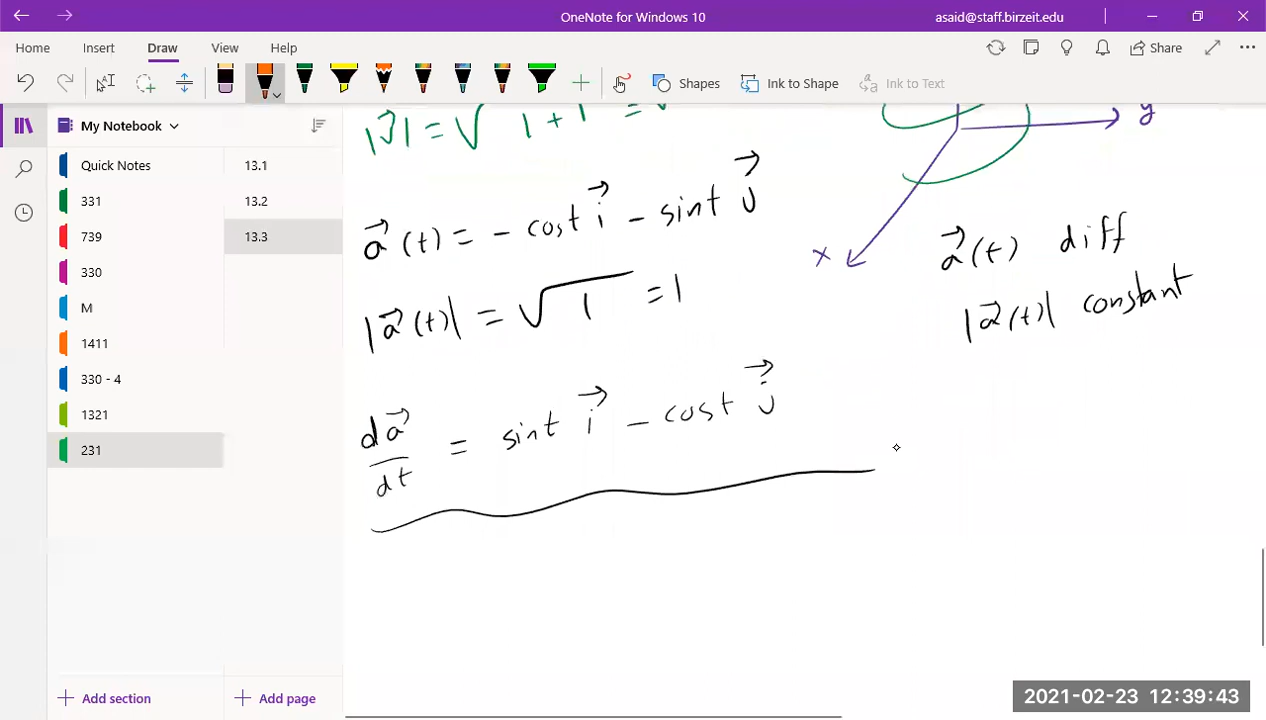 OneNote for Windows 10
asaid@staff.birzeit.edu
Home Insert Draw View Help
Share
Shapes
Ink to Shape
Ink to Text
My Notebook
Quick Notes
331
739
330
M
1411
330 - 4
1321
231
13.1
13.2
13.3
Add section
Add page
|v⃗| = √ 1 + 1 = √
y
x
a⃗(t) = - cost i⃗ - sint j⃗
|a⃗(t)| = √1 = 1
a⃗(t) diff
|a⃗(t)| constant
da⃗/dt = sint i⃗ - cost j⃗
2021-02-23 12:39:43